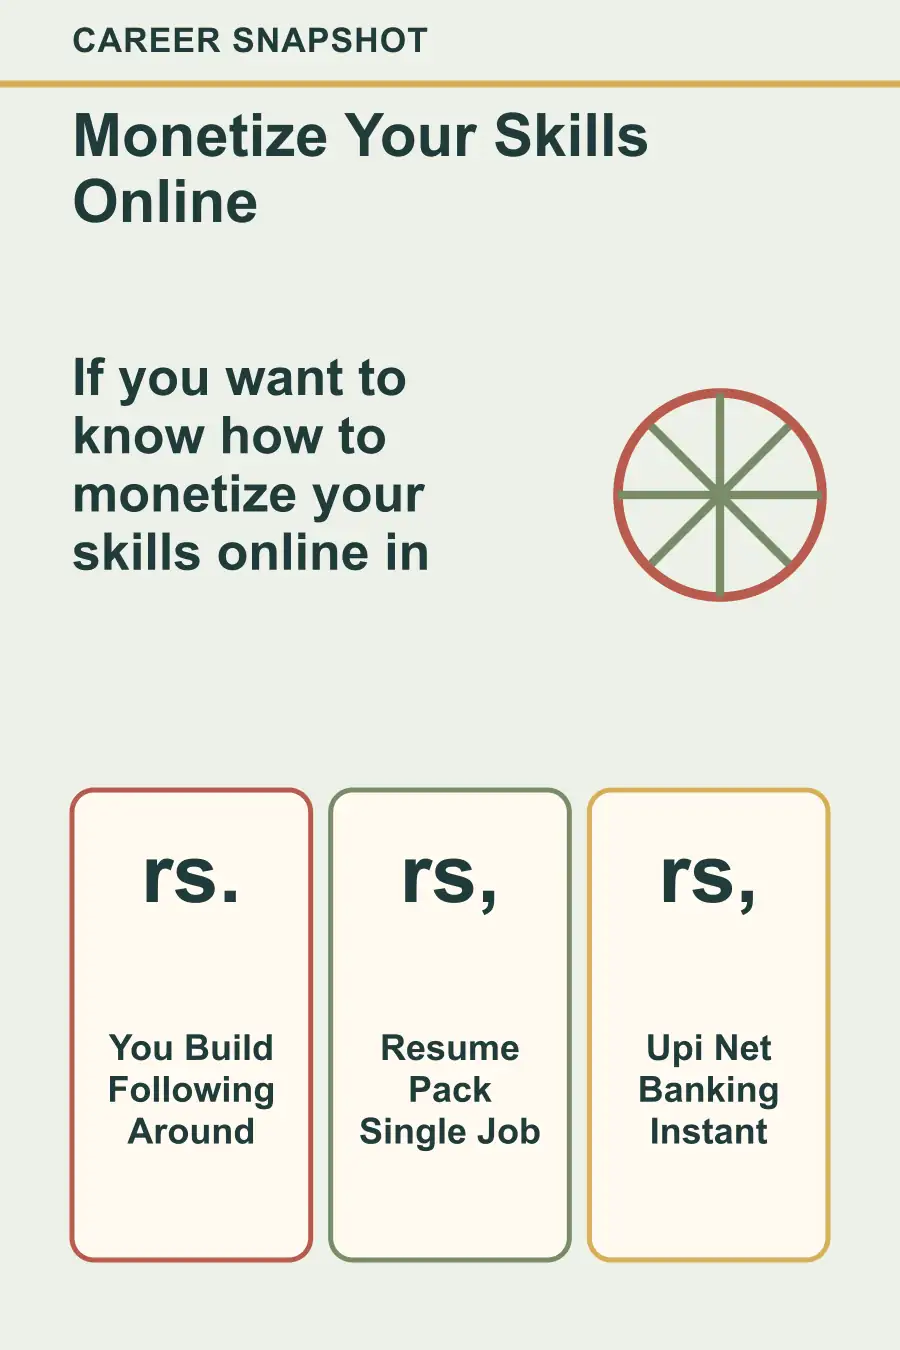 CAREER SNAPSHOT
Monetize Your Skills
Online
If you want to
know how to
monetize your
skills online in
rs.
You Build
Following
Around
rs,
Resume
Pack
Single Job
rs,
Upi Net
Banking
Instant